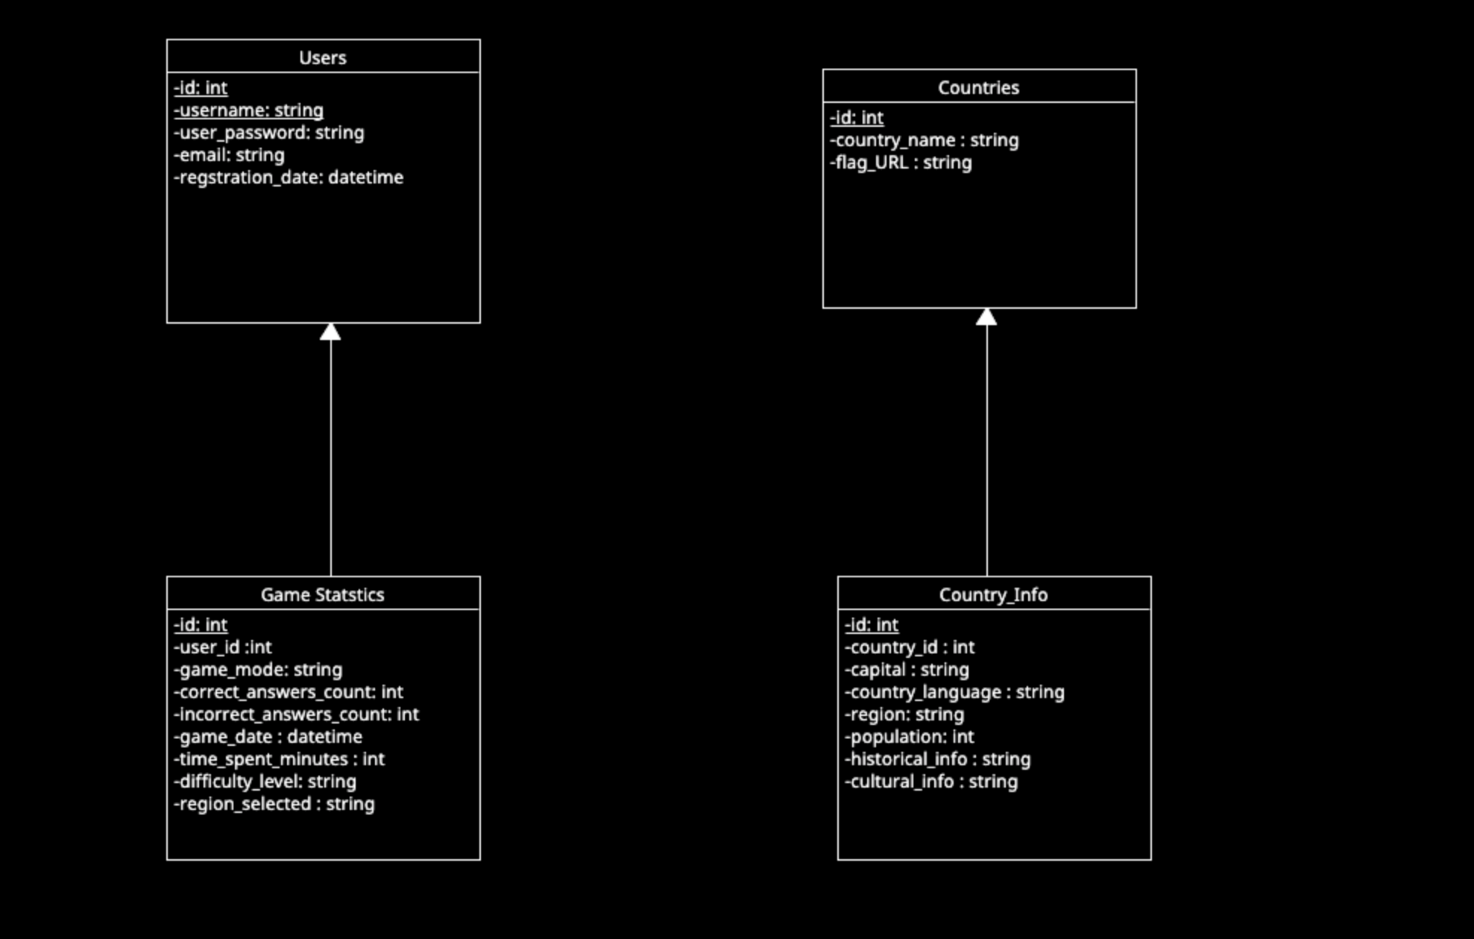 Users
-id: int
-username: string
-user_password: string
-email: string
-regstration_date: datetime
Countries
-id: int
-country_name : string
-flag_URL : string
Game Statstics
-id: int
-user_id :int
-game_mode: string
-correct_answers_count: int
-incorrect_answers_count: int
-game_date : datetime
-time_spent_minutes : int
-difficulty_level: string
-region_selected : string
Country_Info
-id: int
-country_id : int
-capital : string
-country_language : string
-region: string
-population: int
-historical_info : string
-cultural_info : string